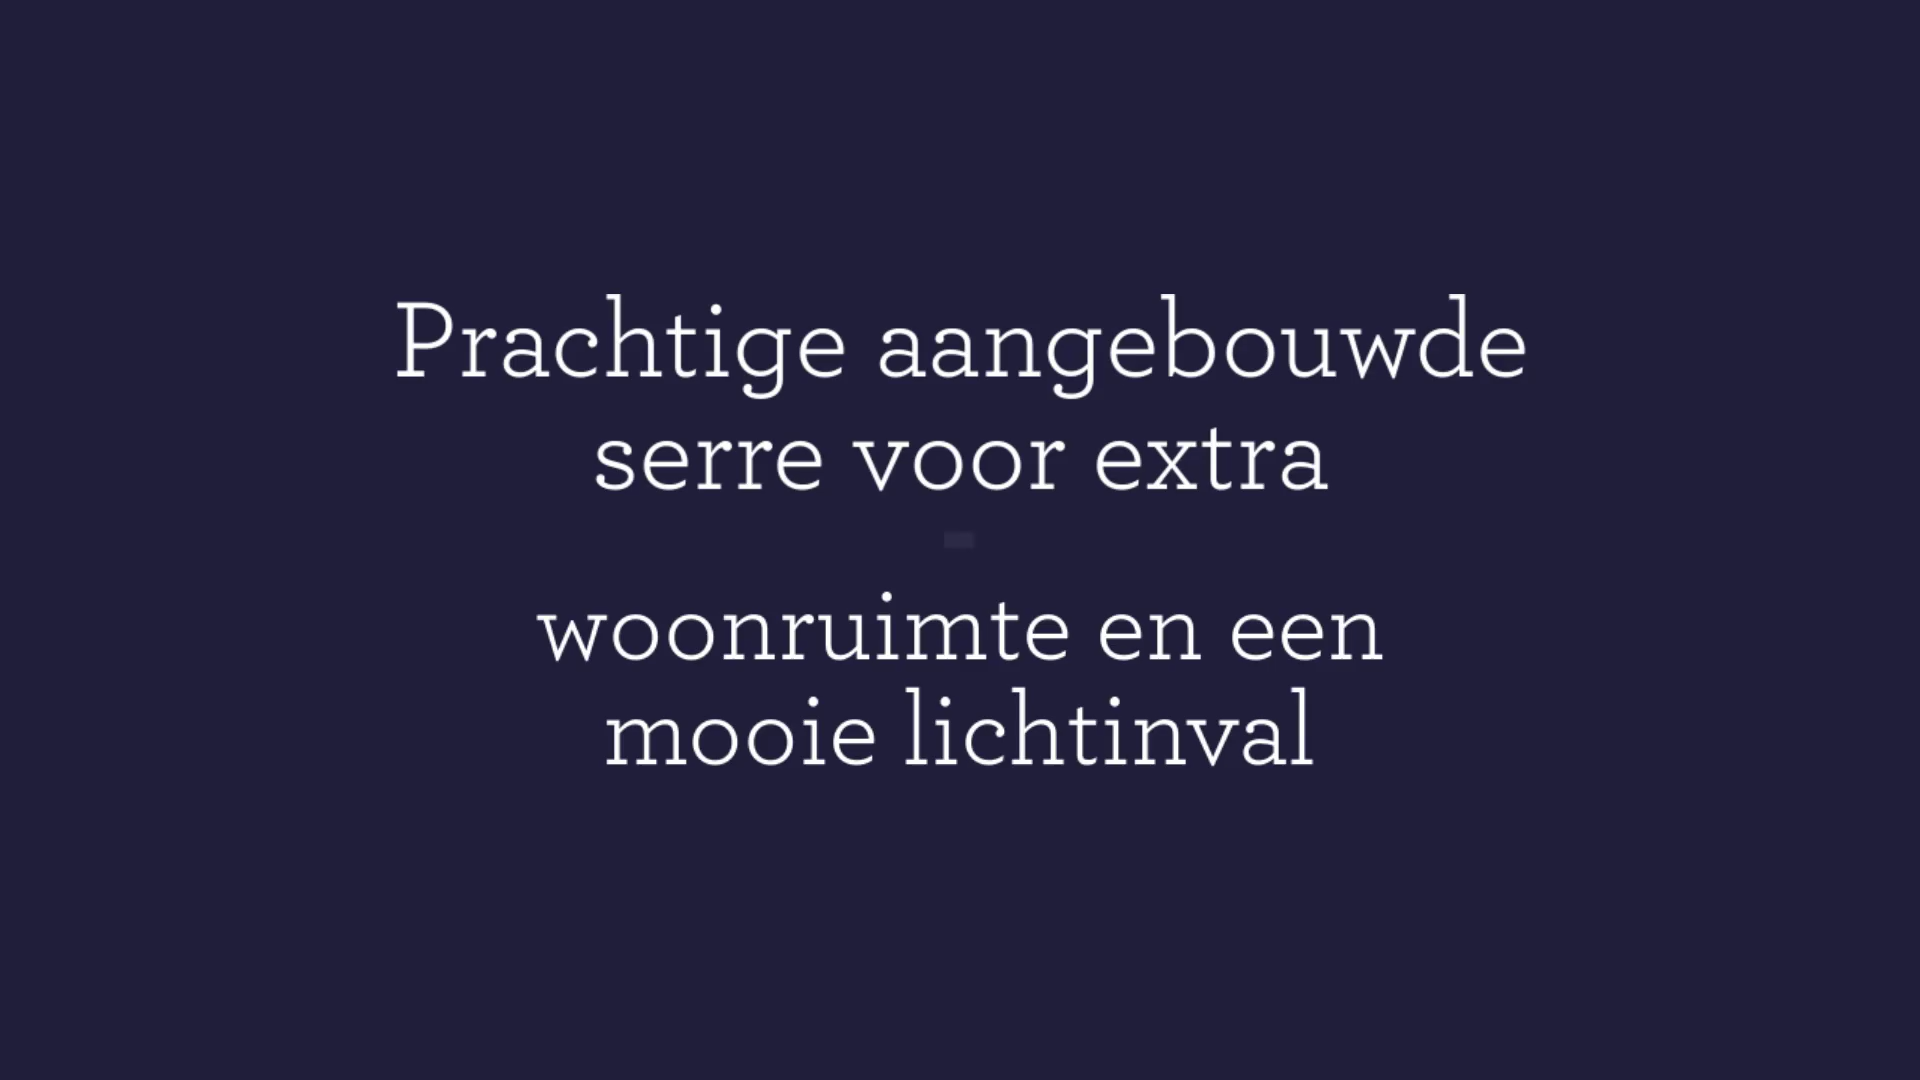 Prachtige aangebouwde
serre voor extra
woonruimte en een
mooie lichtinval